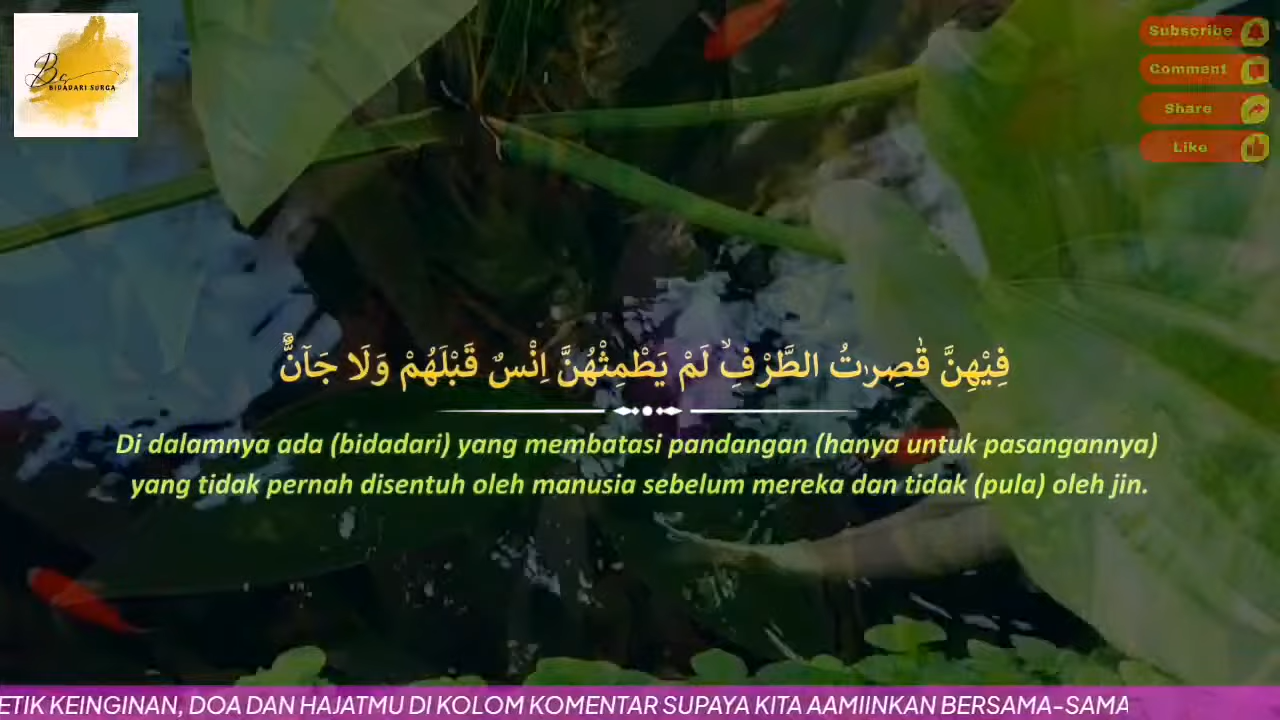 Bs
BIDADARI SURGA
Subscribe
Comment
Share
Like
فِيْهِنَّ قٰصِرٰتُ الطَّرْفِۙ لَمْ يَطْمِثْهُنَّ اِنْسٌ قَبْلَهُمْ وَلَا جَاۤنٌّۚ
Di dalamnya ada (bidadari) yang membatasi pandangan (hanya untuk pasangannya)
yang tidak pernah disentuh oleh manusia sebelum mereka dan tidak (pula) oleh jin.
ETIK KEINGINAN, DOA DAN HAJATMU DI KOLOM KOMENTAR SUPAYA KITA AAMIINKAN BERSAMA-SAMA